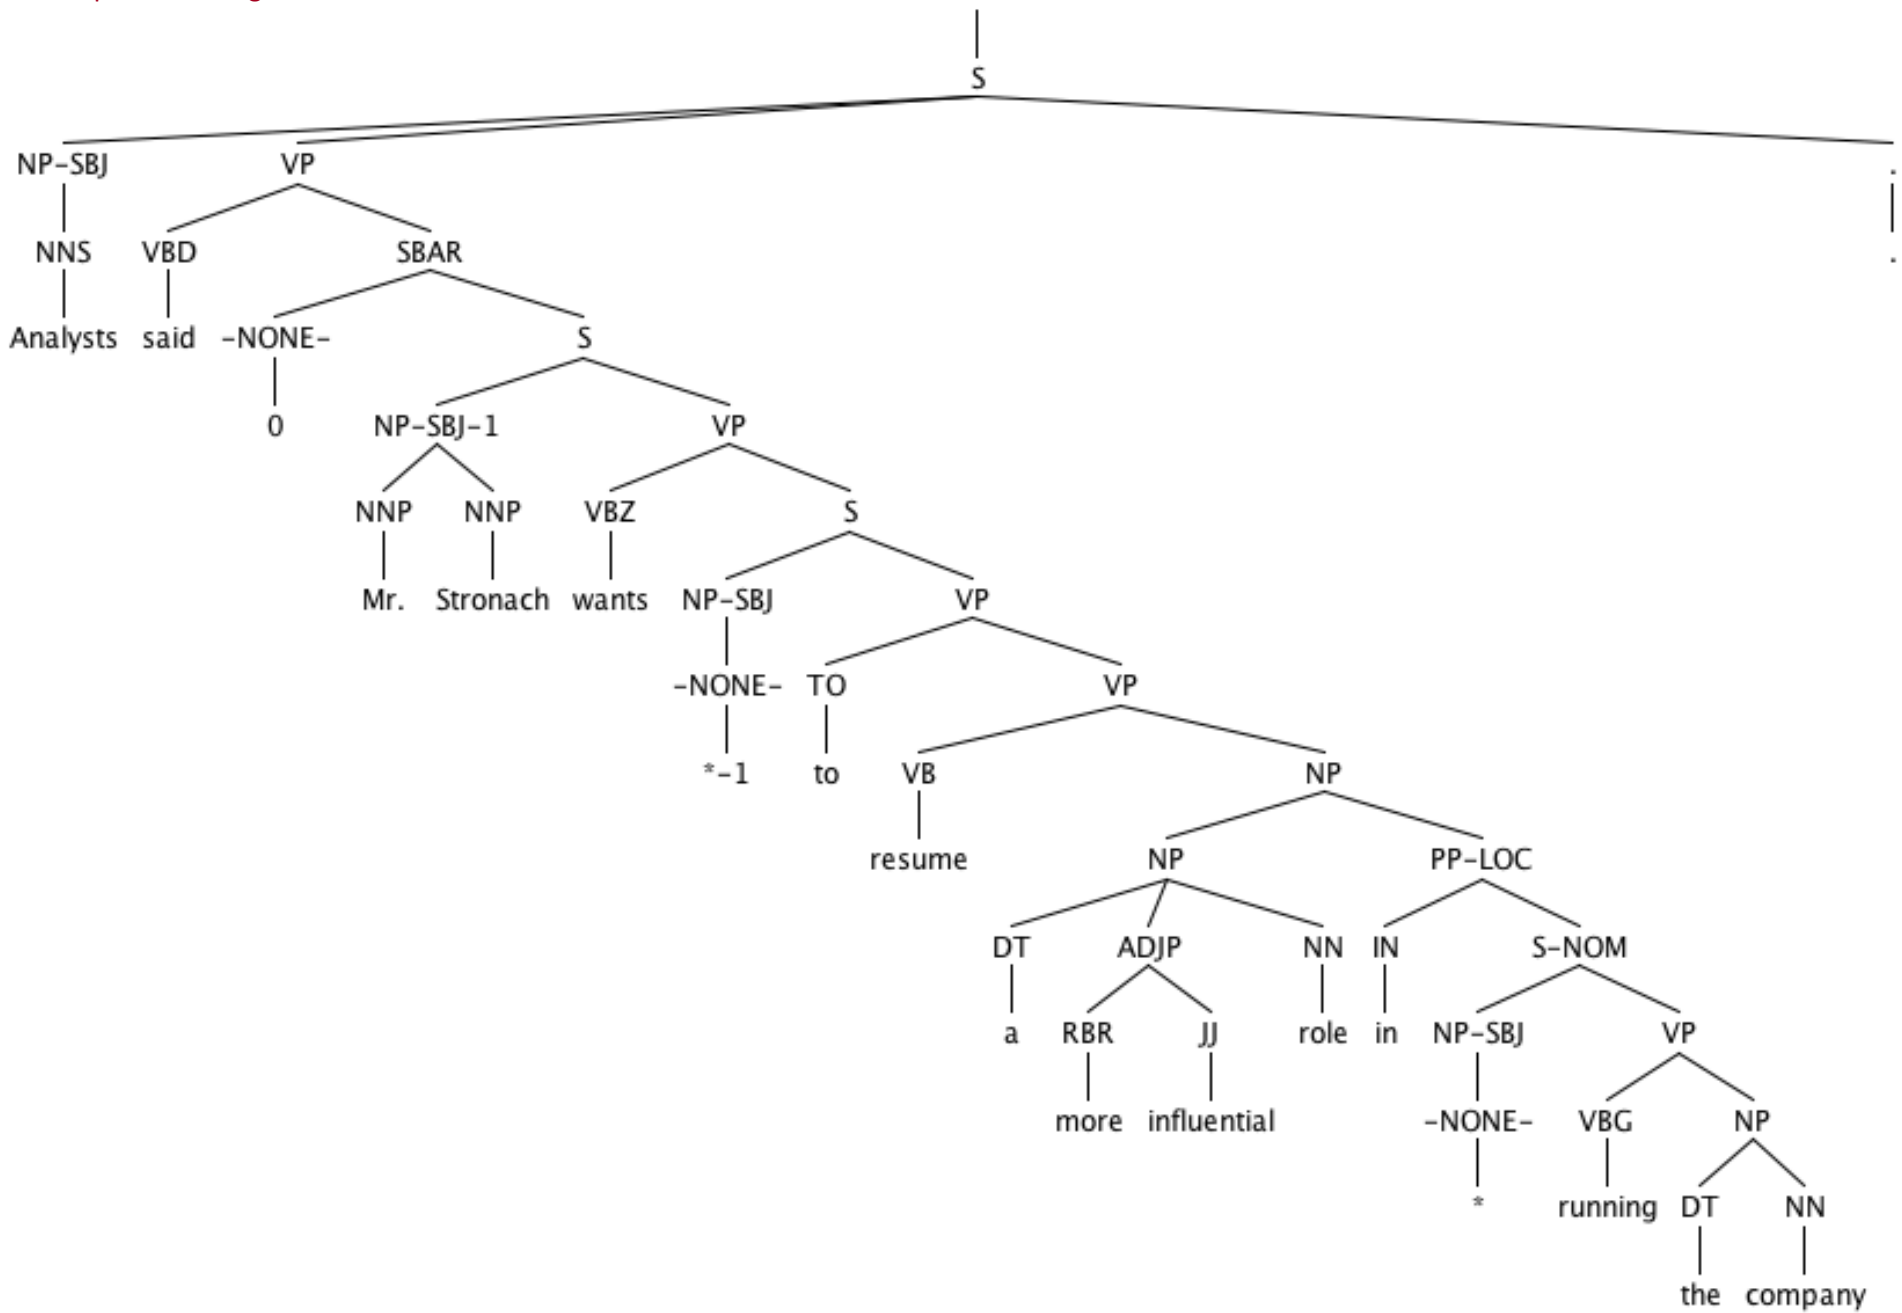 S
NP-SBJ VP .
NNS VBD SBAR .
Analysts said -NONE- S
0 NP-SBJ-1 VP
NNP NNP VBZ S
Mr. Stronach wants NP-SBJ VP
-NONE- TO VP
*-1 to VB NP
resume NP PP-LOC
DT ADJP NN IN S-NOM
a RBR JJ role in NP-SBJ VP
more influential -NONE- VBG NP
* running DT NN
the company